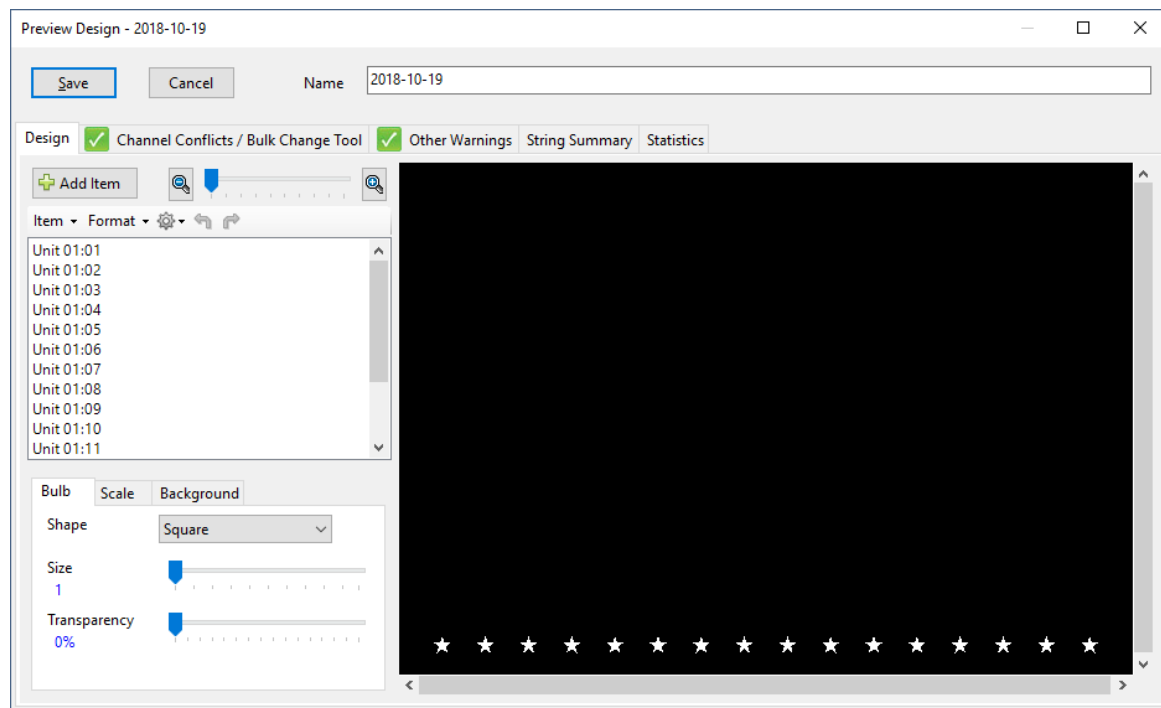 Preview Design - 2018-10-19
Save Cancel Name 2018-10-19
Design Channel Conflicts / Bulk Change Tool Other Warnings String Summary Statistics
Add Item
Item Format
Unit 01:01
Unit 01:02
Unit 01:03
Unit 01:04
Unit 01:05
Unit 01:06
Unit 01:07
Unit 01:08
Unit 01:09
Unit 01:10
Unit 01:11
Bulb Scale Background
Shape Square
Size
1
Transparency
0%